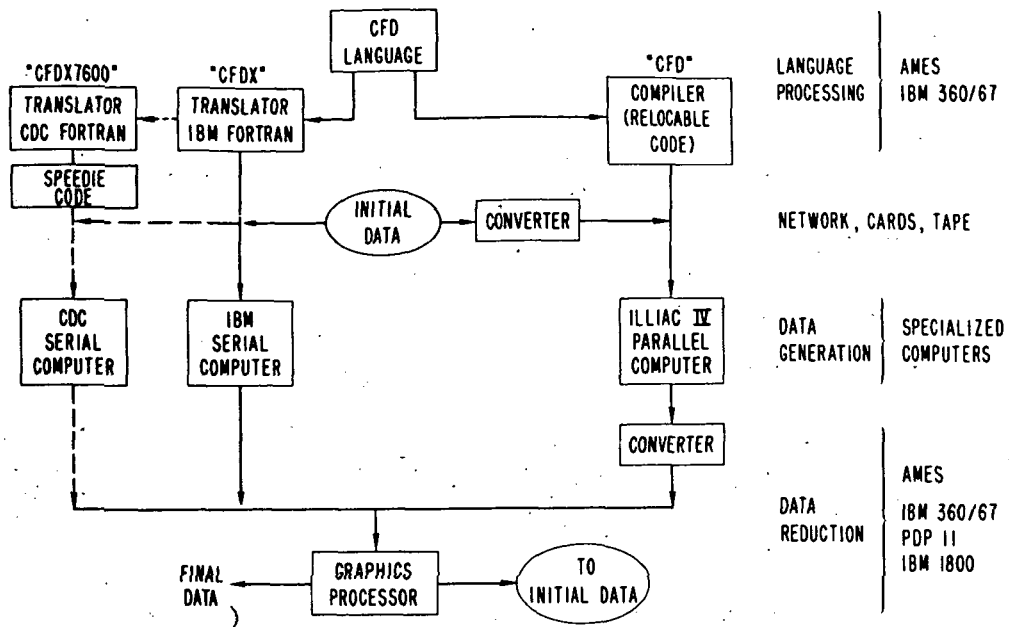 CFD
LANGUAGE
"CFDX7600"
TRANSLATOR
CDC FORTRAN
SPEEDIE
CODE
"CFDX"
TRANSLATOR
IBM FORTRAN
"CFD"
COMPILER
(RELOCABLE
CODE)
LANGUAGE
PROCESSING
AMES
IBM 360/67
INITIAL
DATA
CONVERTER
NETWORK, CARDS, TAPE
CDC
SERIAL
COMPUTER
IBM
SERIAL
COMPUTER
ILLIAC IV
PARALLEL
COMPUTER
DATA
GENERATION
SPECIALIZED
COMPUTERS
CONVERTER
DATA
REDUCTION
AMES
IBM 360/67
PDP 11
IBM 1800
FINAL
DATA
GRAPHICS
PROCESSOR
TO
INITIAL DATA